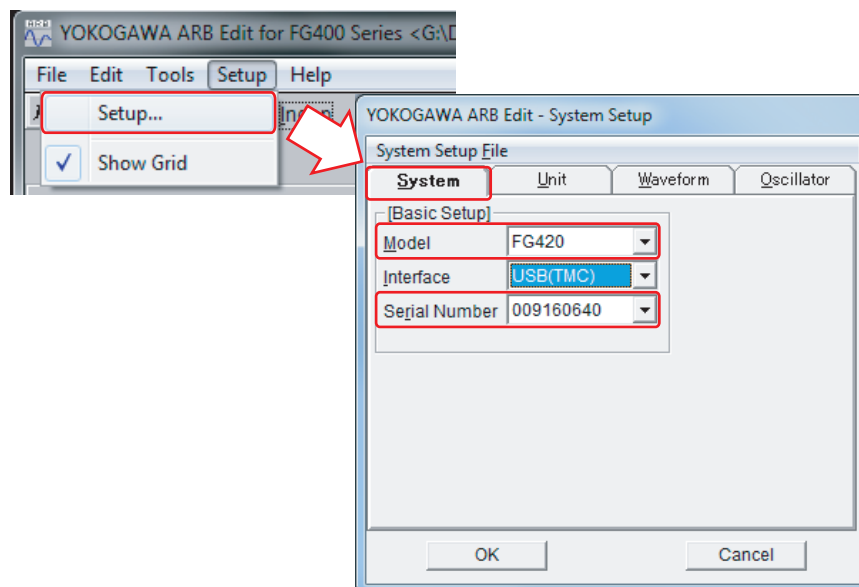 YOKOGAWA ARB Edit for FG400 Series <G:\D
File Edit Tools Setup Help
Setup...
Show Grid
YOKOGAWA ARB Edit - System Setup
System Setup File
System Unit Waveform Oscillator
[Basic Setup]
Model FG420
Interface USB(TMC)
Serial Number 009160640
OK Cancel